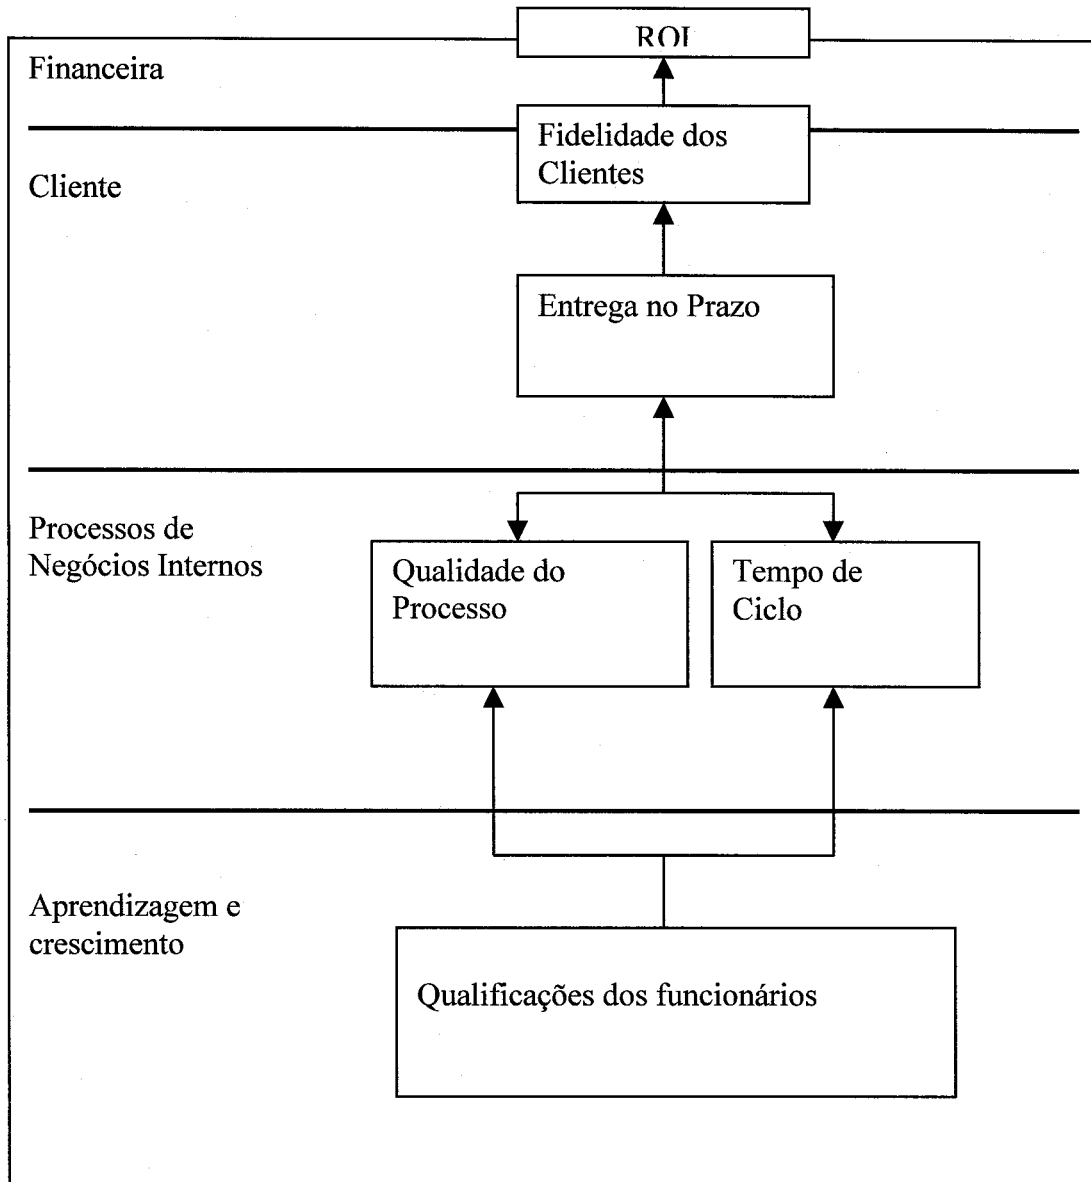 ROI
Financeira
Fidelidade dos
Clientes
Cliente
Entrega no Prazo
Processos de
Negócios Internos
Qualidade do
Processo
Tempo de
Ciclo
Aprendizagem e
crescimento
Qualificações dos funcionários